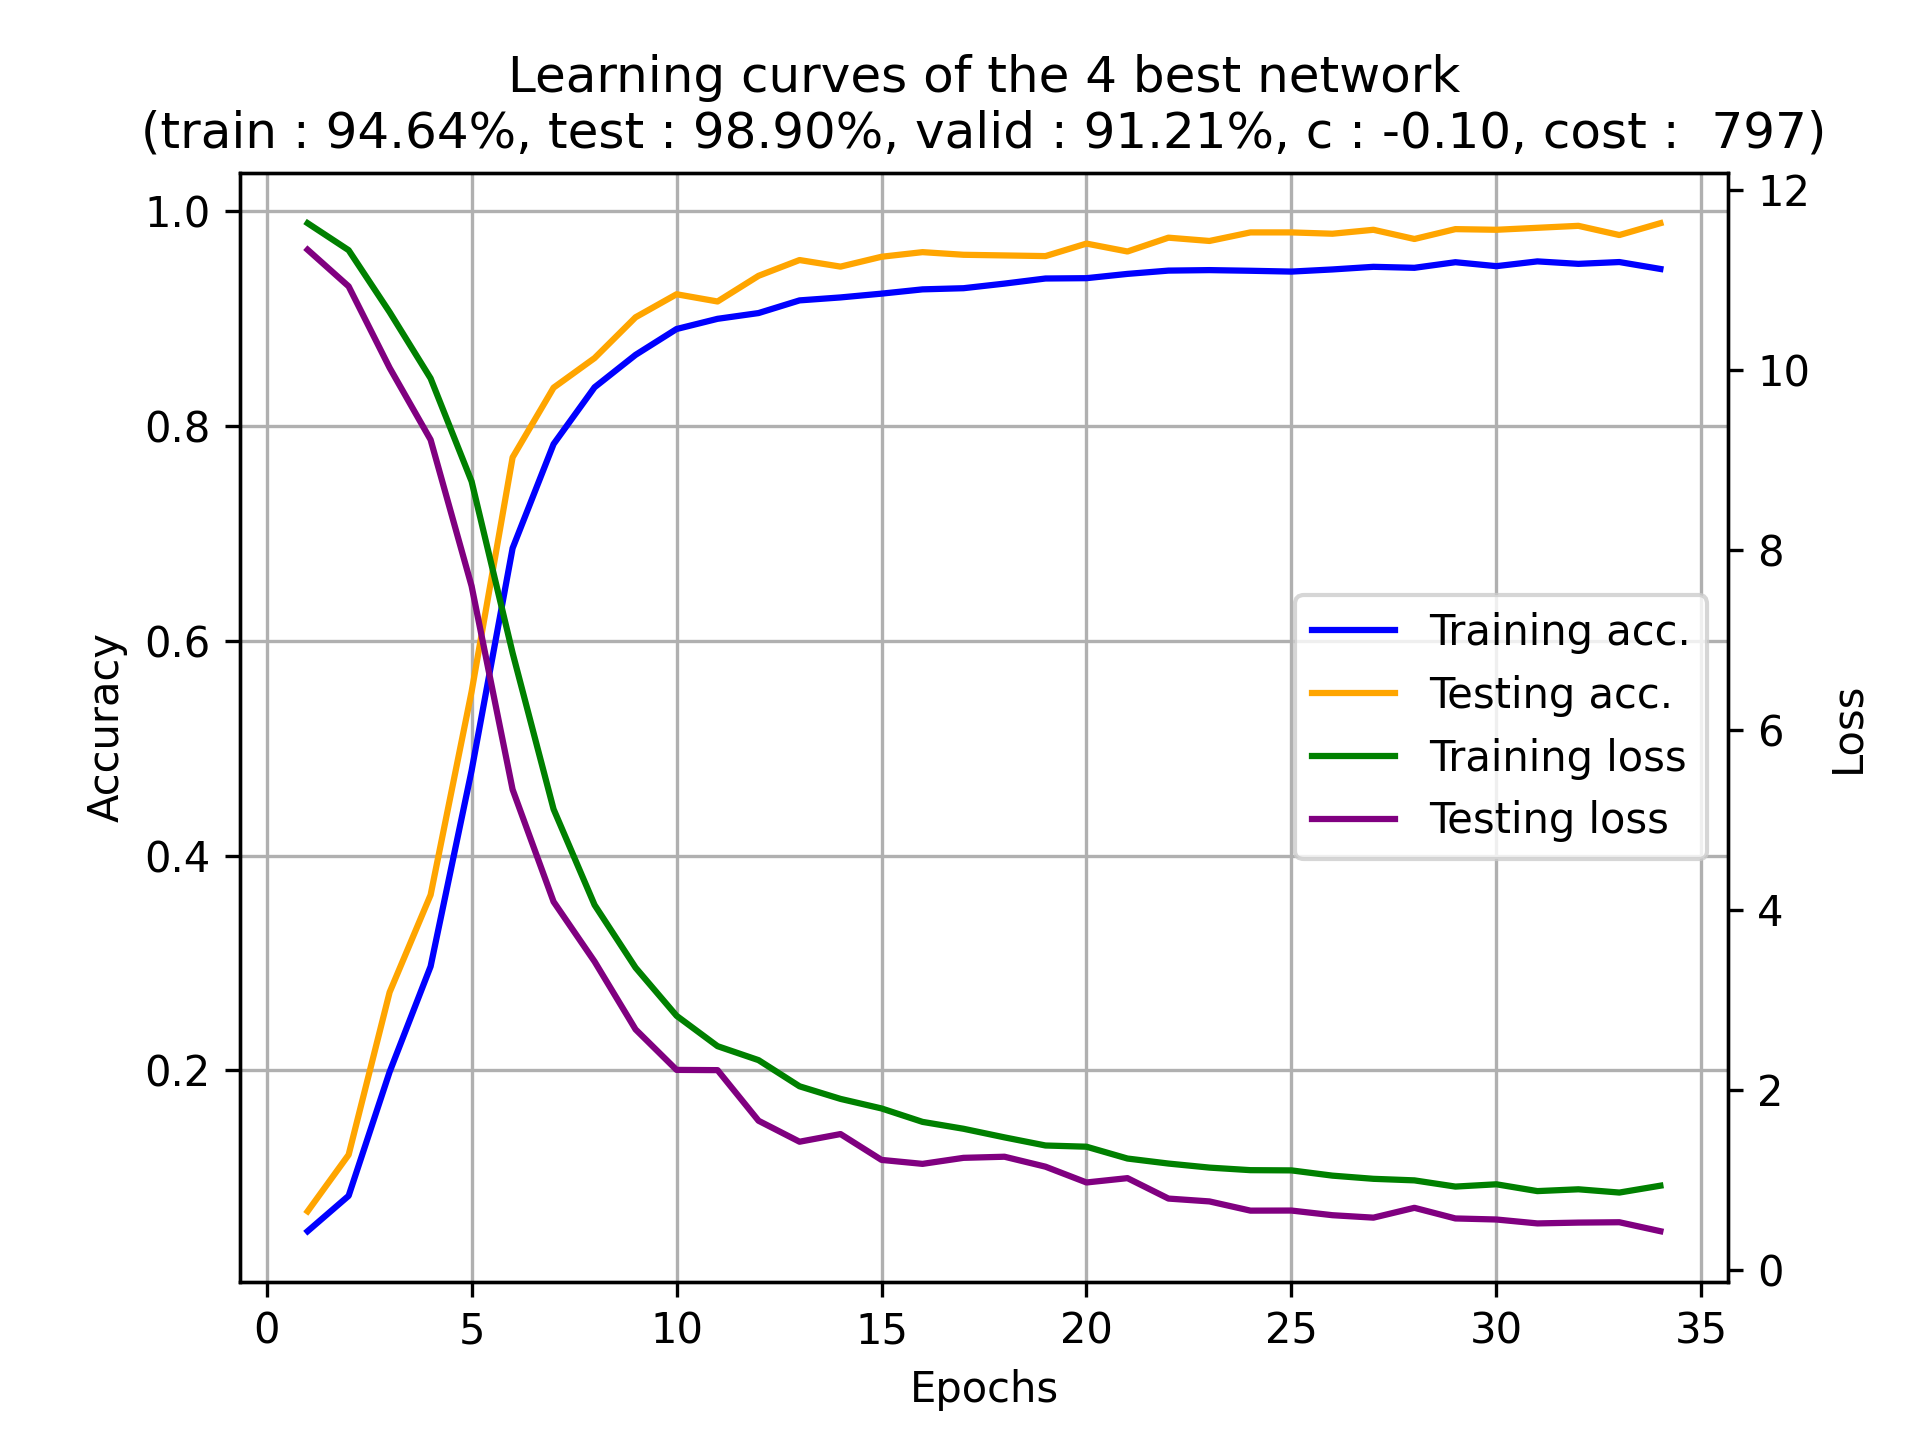 Learning curves of the 4 best network
(train : 94.64%, test : 98.90%, valid : 91.21%, c : -0.10, cost :  797)
1.0
0.8
0.6
0.4
0.2
Accuracy
12
10
8
6
4
2
0
Loss
Training acc.
Testing acc.
Training loss
Testing loss
0 5 10 15 20 25 30 35
Epochs